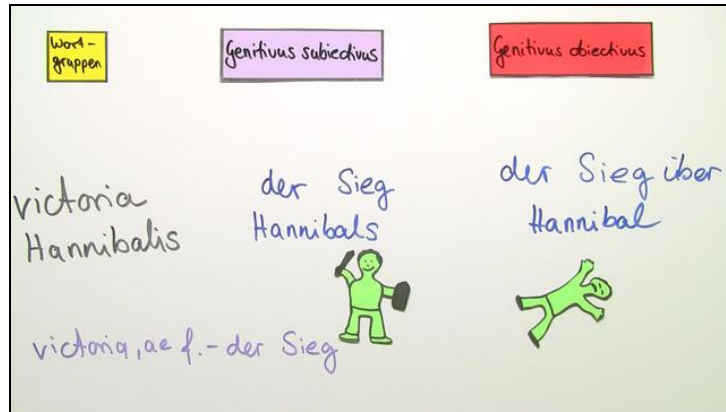 Wort-
gruppen
Genitivus subiectivus
Genitivus obiectivus
victoria
Hannibalis
der Sieg
Hannibals
der Sieg über
Hannibal
victoria, ae f. - der Sieg